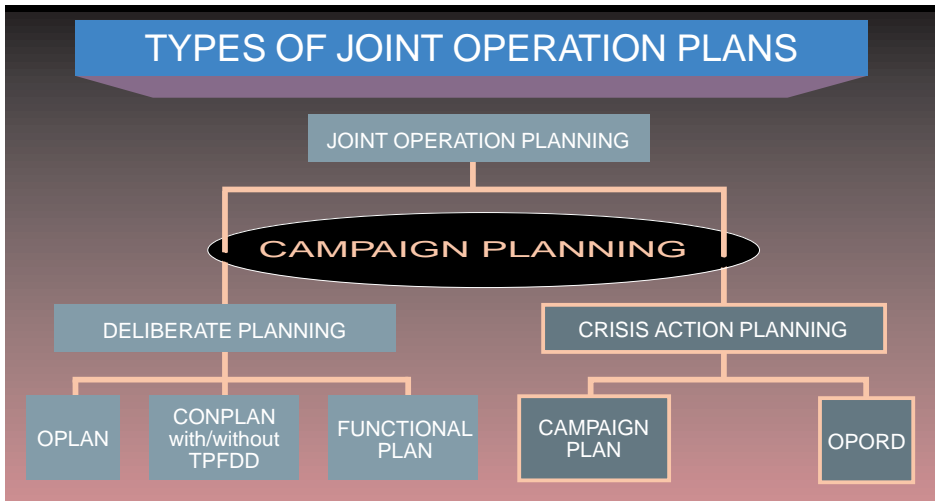 TYPES OF JOINT OPERATION PLANS
JOINT OPERATION PLANNING
CAMPAIGN PLANNING
DELIBERATE PLANNING
CRISIS ACTION PLANNING
OPLAN
CONPLAN
with/without
TPFDD
FUNCTIONAL
PLAN
CAMPAIGN
PLAN
OPORD